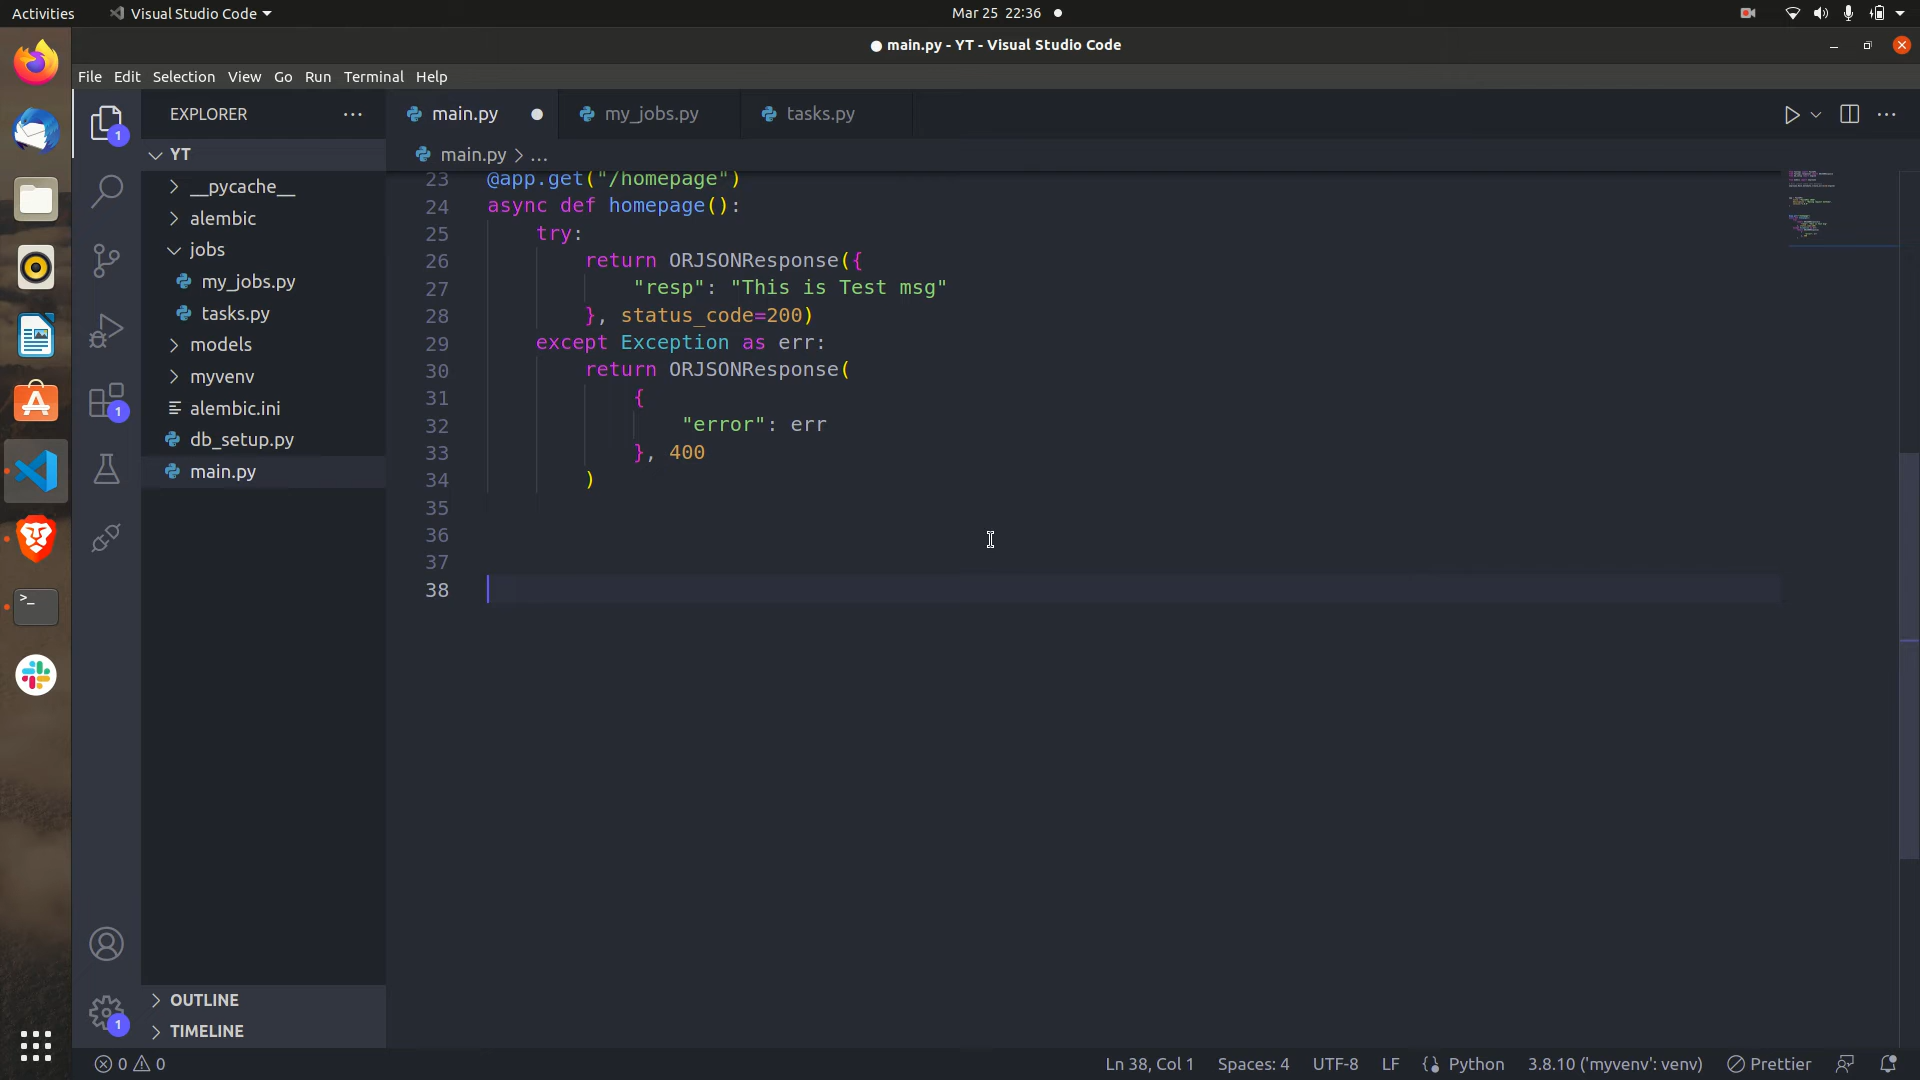 Activities Visual Studio Code Mar 25 22:36
● main.py - YT - Visual Studio Code
File Edit Selection View Go Run Terminal Help
EXPLORER
YT
__pycache__
alembic
jobs
my_jobs.py
tasks.py
models
myvenv
alembic.ini
db_setup.py
main.py
OUTLINE
TIMELINE
main.py my_jobs.py tasks.py
main.py > ...
23 @app.get("/homepage")
24 async def homepage():
25 try:
26 return ORJSONResponse({
27 "resp": "This is Test msg"
28 }, status_code=200)
29 except Exception as err:
30 return ORJSONResponse(
31 {
32 "error": err
33 }, 400
34 )
35
36
37
38
1
1
1
0 0 Ln 38, Col 1 Spaces: 4 UTF-8 LF Python 3.8.10 ('myvenv': venv) Prettier